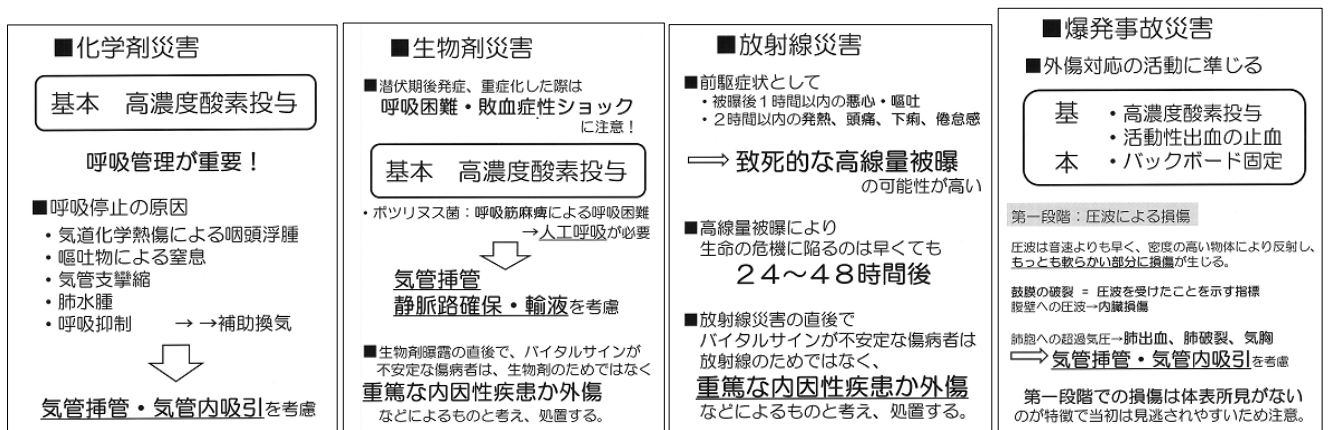 ■化学剤災害
基本　高濃度酸素投与
呼吸管理が重要！
■呼吸停止の原因
・気道化学熱傷による咽頭浮腫
・嘔吐物による窒息
・気管支攣縮
・肺水腫
・呼吸抑制　→ →補助換気
気管挿管・気管内吸引を考慮
■生物剤災害
■潜伏期後発症、重症化した際は
呼吸困難・敗血症性ショック
に注意！
基本　高濃度酸素投与
・ボツリヌス菌：呼吸筋麻痺による呼吸困難
→人工呼吸が必要
気管挿管
静脈路確保・輸液を考慮
■生物剤曝露の直後で、バイタルサインが
不安定な傷病者は、生物剤のためではなく
重篤な内因性疾患か外傷
などによるものと考え、処置する。
■放射線災害
■前駆症状として
・被曝後１時間以内の悪心・嘔吐
・２時間以内の発熱、頭痛、下痢、倦怠感
⇒致死的な高線量被曝
の可能性が高い
■高線量被曝により
生命の危機に陥るのは早くても
２４～４８時間後
■放射線災害の直後で
バイタルサインが不安定な傷病者は
放射線のためではなく、
重篤な内因性疾患か外傷
などによるものと考え、処置する。
■爆発事故災害
■外傷対応の活動に準じる
基本
・高濃度酸素投与
・活動性出血の止血
・バックボード固定
第一段階：圧波による損傷
圧波は音速よりも早く、密度の高い物体により反射し、
もっとも軟らかい部分に損傷が生じる。
鼓膜の破裂 = 圧波を受けたことを示す指標
腹壁への圧波→内臓損傷
肺胞への超過気圧→肺出血、肺破裂、気胸
⇒気管挿管・気管内吸引を考慮
第一段階での損傷は体表所見がない
のが特徴で当初は見逃されやすいため注意。